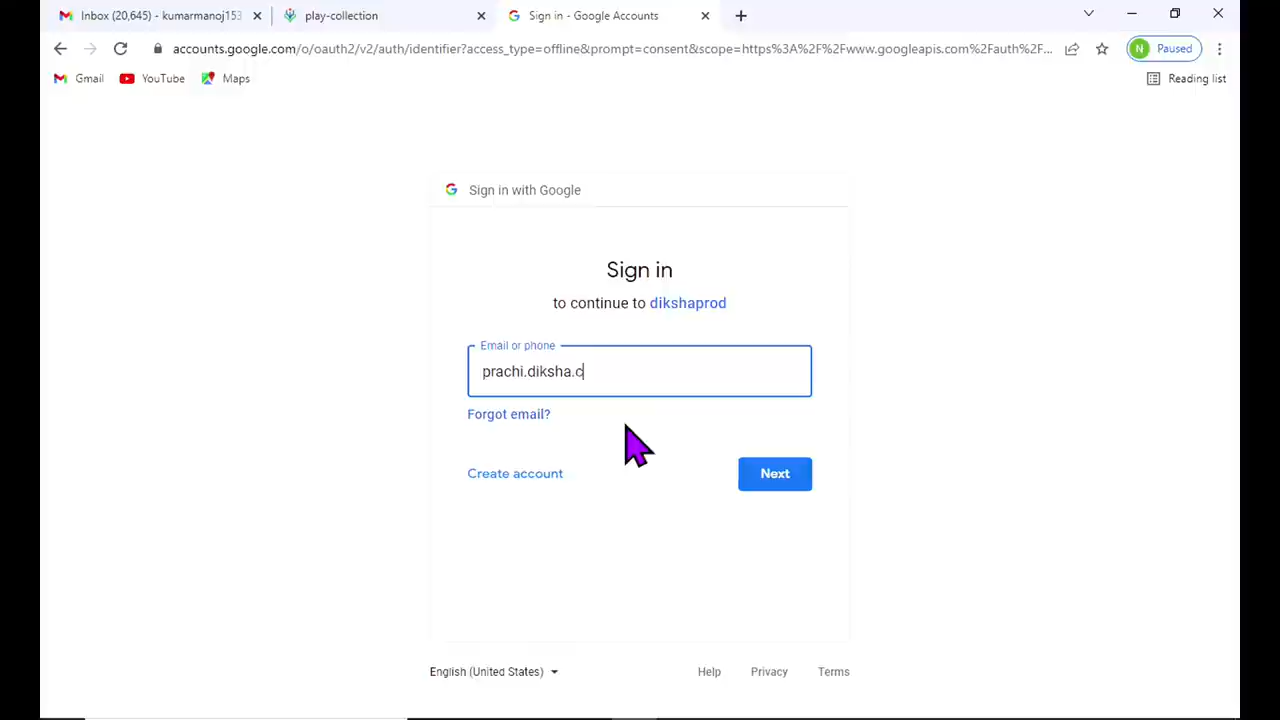 Inbox (20,645) - kumarmanoj153
play-collection
Sign in - Google Accounts
accounts.google.com/o/oauth2/v2/auth/identifier?access_type=offline&prompt=consent&scope=https%3A%2F%2Fwww.googleapis.com%2Fauth%2F...
N Paused
Gmail
YouTube
Maps
Reading list
Sign in with Google
Sign in
to continue to dikshaprod
Email or phone
prachi.diksha.c
Forgot email?
Create account
Next
English (United States)
Help
Privacy
Terms